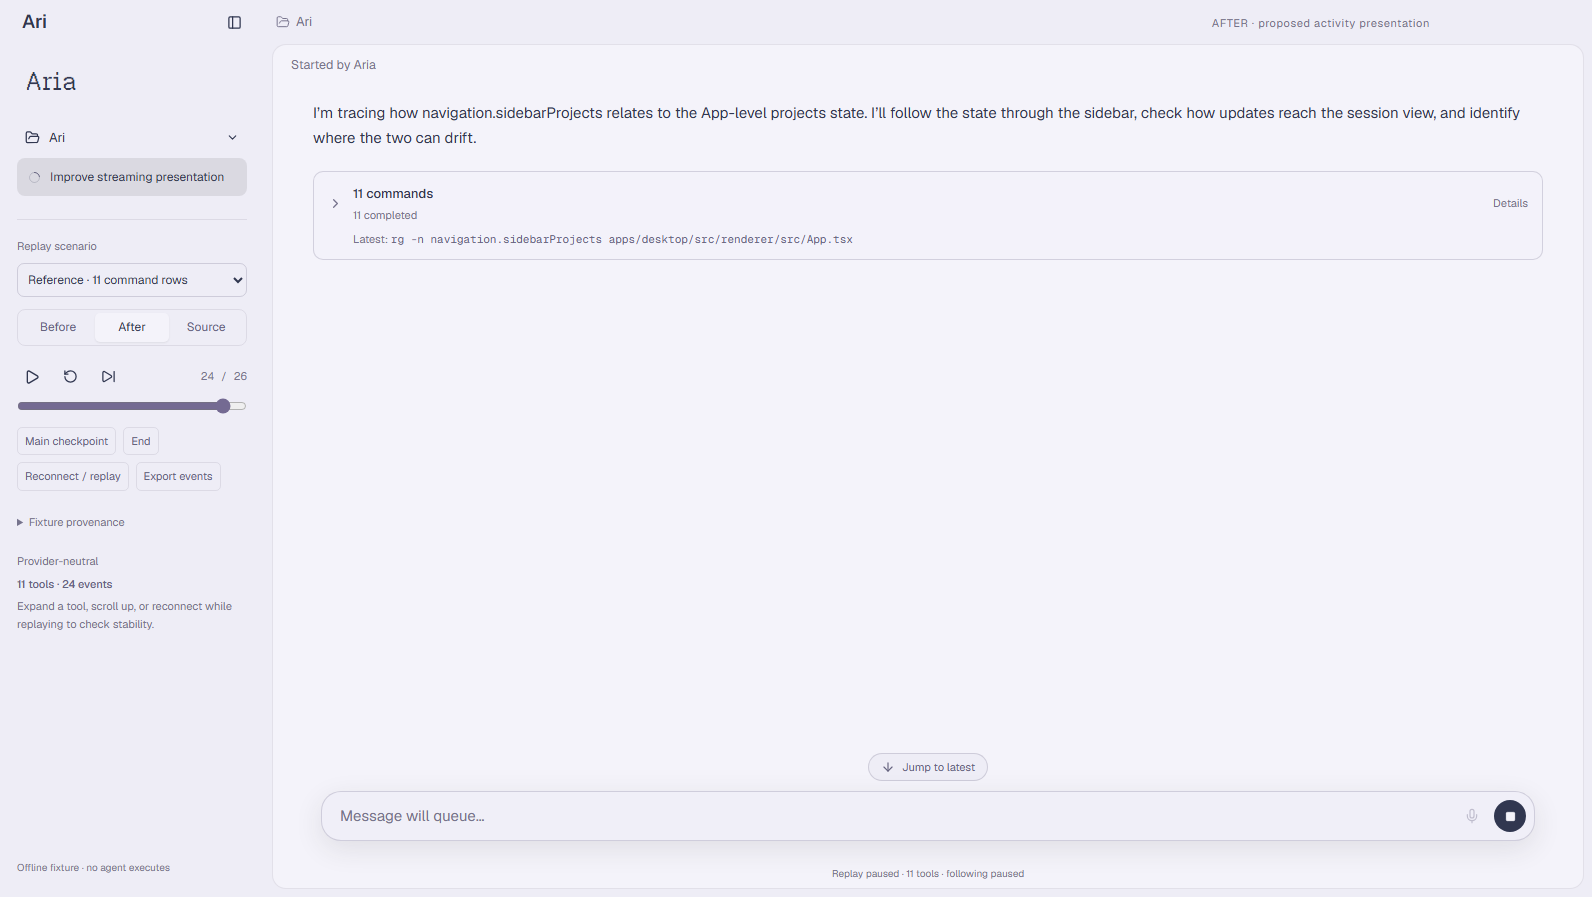 Ari
Ari
AFTER · proposed activity presentation
Aria
Ari
Improve streaming presentation
Replay scenario
Reference · 11 command rows
Before After Source
24 / 26
Main checkpoint End
Reconnect / replay Export events
Fixture provenance
Provider-neutral
11 tools · 24 events
Expand a tool, scroll up, or reconnect while
replaying to check stability.
Offline fixture · no agent executes
Started by Aria
I'm tracing how navigation.sidebarProjects relates to the App-level projects state. I'll follow the state through the sidebar, check how updates reach the session view, and identify
where the two can drift.
11 commands
11 completed
Details
Latest: rg -n navigation.sidebarProjects apps/desktop/src/renderer/src/App.tsx
Jump to latest
Message will queue...
Replay paused · 11 tools · following paused